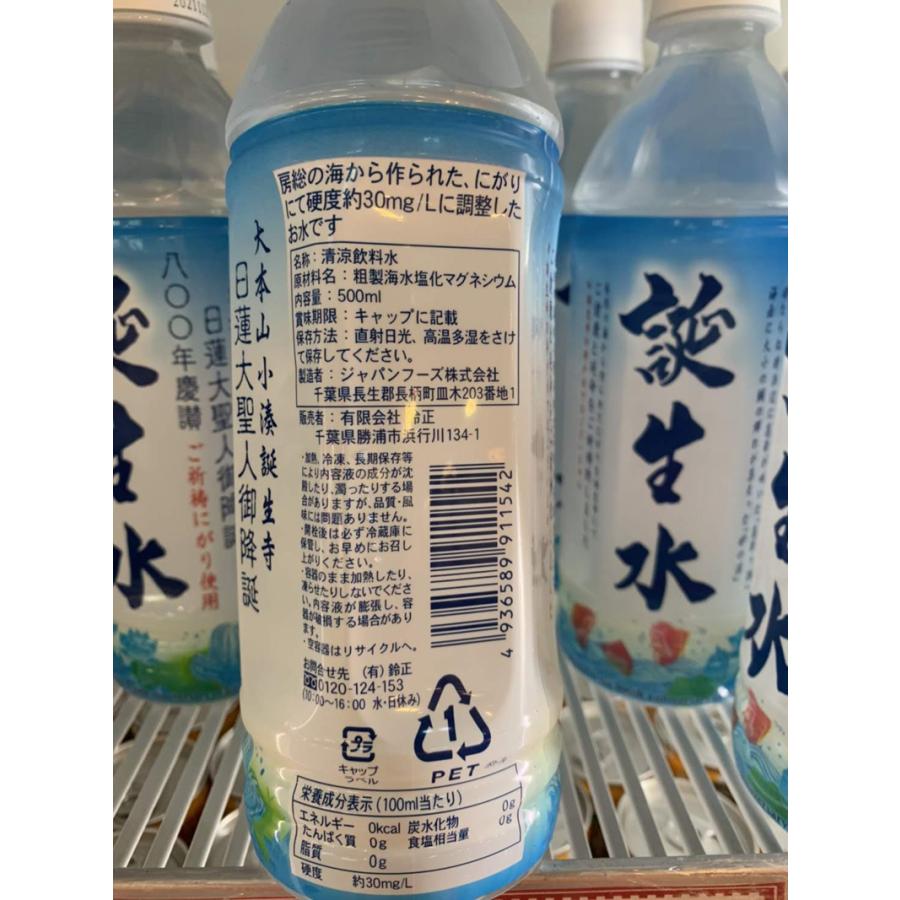 房総の海から作られた、にがり
にて硬度約30mg/Lに調整した
お水です
名称：清涼飲料水
原材料名：粗製海水塩化マグネシウム
内容量：500ml
賞味期限：キャップに記載
保存方法：直射日光、高温多湿をさけ
て保存してください。
製造者：ジャパンフーズ株式会社
千葉県長生郡長柄町皿木203番地1
販売者：有限会社 鈴正
千葉県勝浦市浜行川134-1
・加熱、冷凍、長期保存等
により内容液の成分が沈
殿したり、濁ったりする場
合がありますが、品質・風
味には問題ありません。
・開栓後は必ず冷蔵庫に
保管し、お早めにお召し
上がりください。
・容器のまま加熱したり、
凍らせたりしないでくださ
い。内容液が膨張し、容
器が破損する場合があり
ます。
・空容器はリサイクルへ。
お問合せ先 （有）鈴正
0120-124-153
(10:00〜16:00 水・日休み)
4 936589 911542
プラ
キャップ
ラベル
1
PET
ボトル
栄養成分表示（100ml当たり）
エネルギー 0kcal 炭水化物 0g
たんぱく質 0g 食塩相当量 0g
脂質 0g
硬度 約30mg/L
大本山小湊誕生寺
日蓮大聖人御降誕
日蓮大聖人御降誕
八〇〇年慶讃
ご祈祷にがり使用
誕生水
誕生水
生水